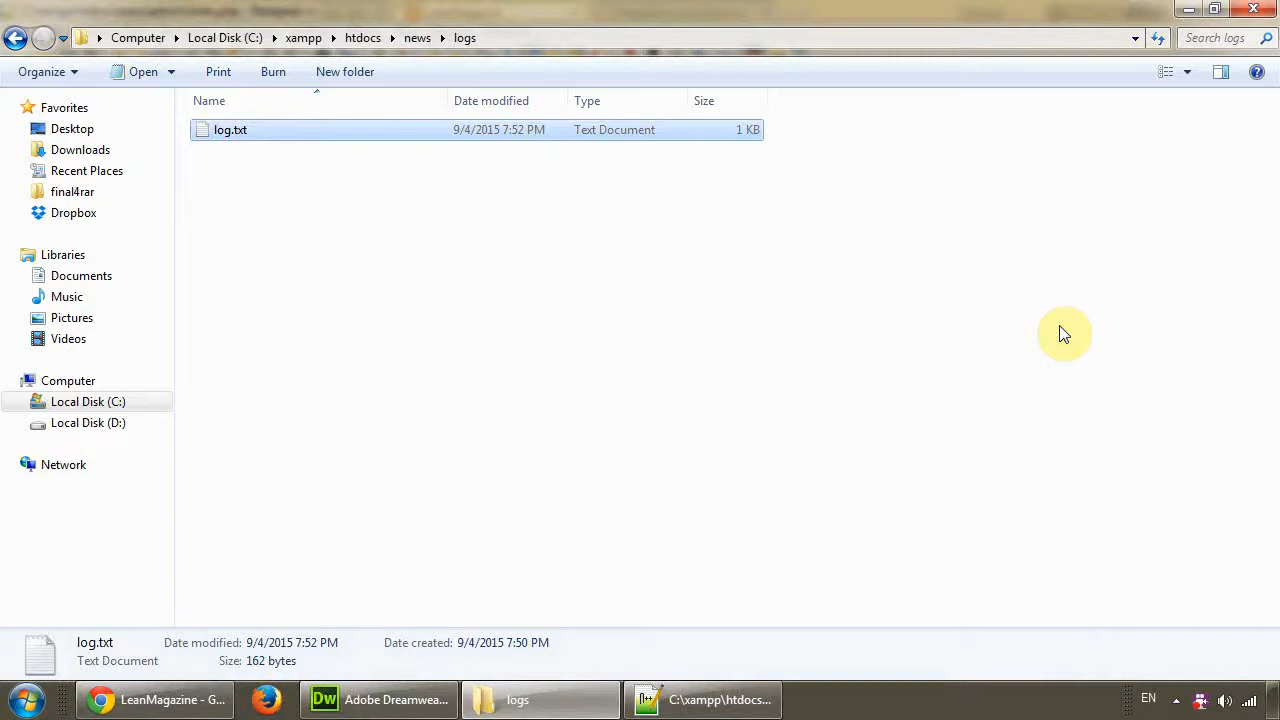 Computer Local Disk (C:) xampp htdocs news logs Search logs
Organize Open Print Burn New folder
Name Date modified Type Size
log.txt 9/4/2015 7:52 PM Text Document 1 KB
Favorites
Desktop
Downloads
Recent Places
final4rar
Dropbox
Libraries
Documents
Music
Pictures
Videos
Computer
Local Disk (C:)
Local Disk (D:)
Network
log.txt Date modified: 9/4/2015 7:52 PM Date created: 9/4/2015 7:50 PM
Text Document Size: 162 bytes
LeanMagazine - G... Dw Adobe Dreamwea... logs C:\xampp\htdocs... EN